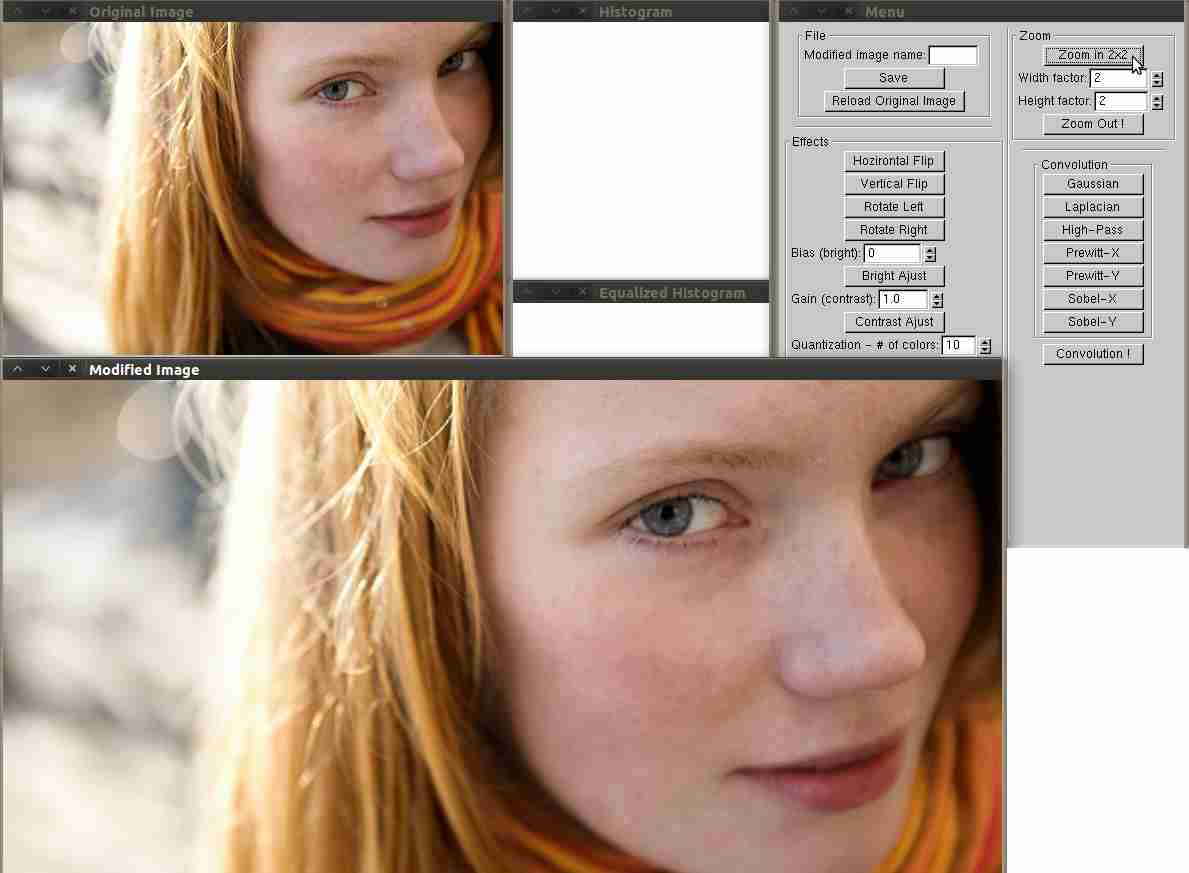 Original Image
Histogram
Menu
File
Modified image name:
Save
Reload Original Image
Effects
Hozirontal Flip
Vertical Flip
Rotate Left
Rotate Right
Bias (bright): 0
Bright Ajust
Gain (contrast): 1.0
Contrast Ajust
Quantization - # of colors: 10
Zoom
Zoom in 2x2
Width factor: 2
Height factor: 2
Zoom Out !
Convolution
Gaussian
Laplacian
High-Pass
Prewitt-X
Prewitt-Y
Sobel-X
Sobel-Y
Convolution !
Equalized Histogram
Modified Image